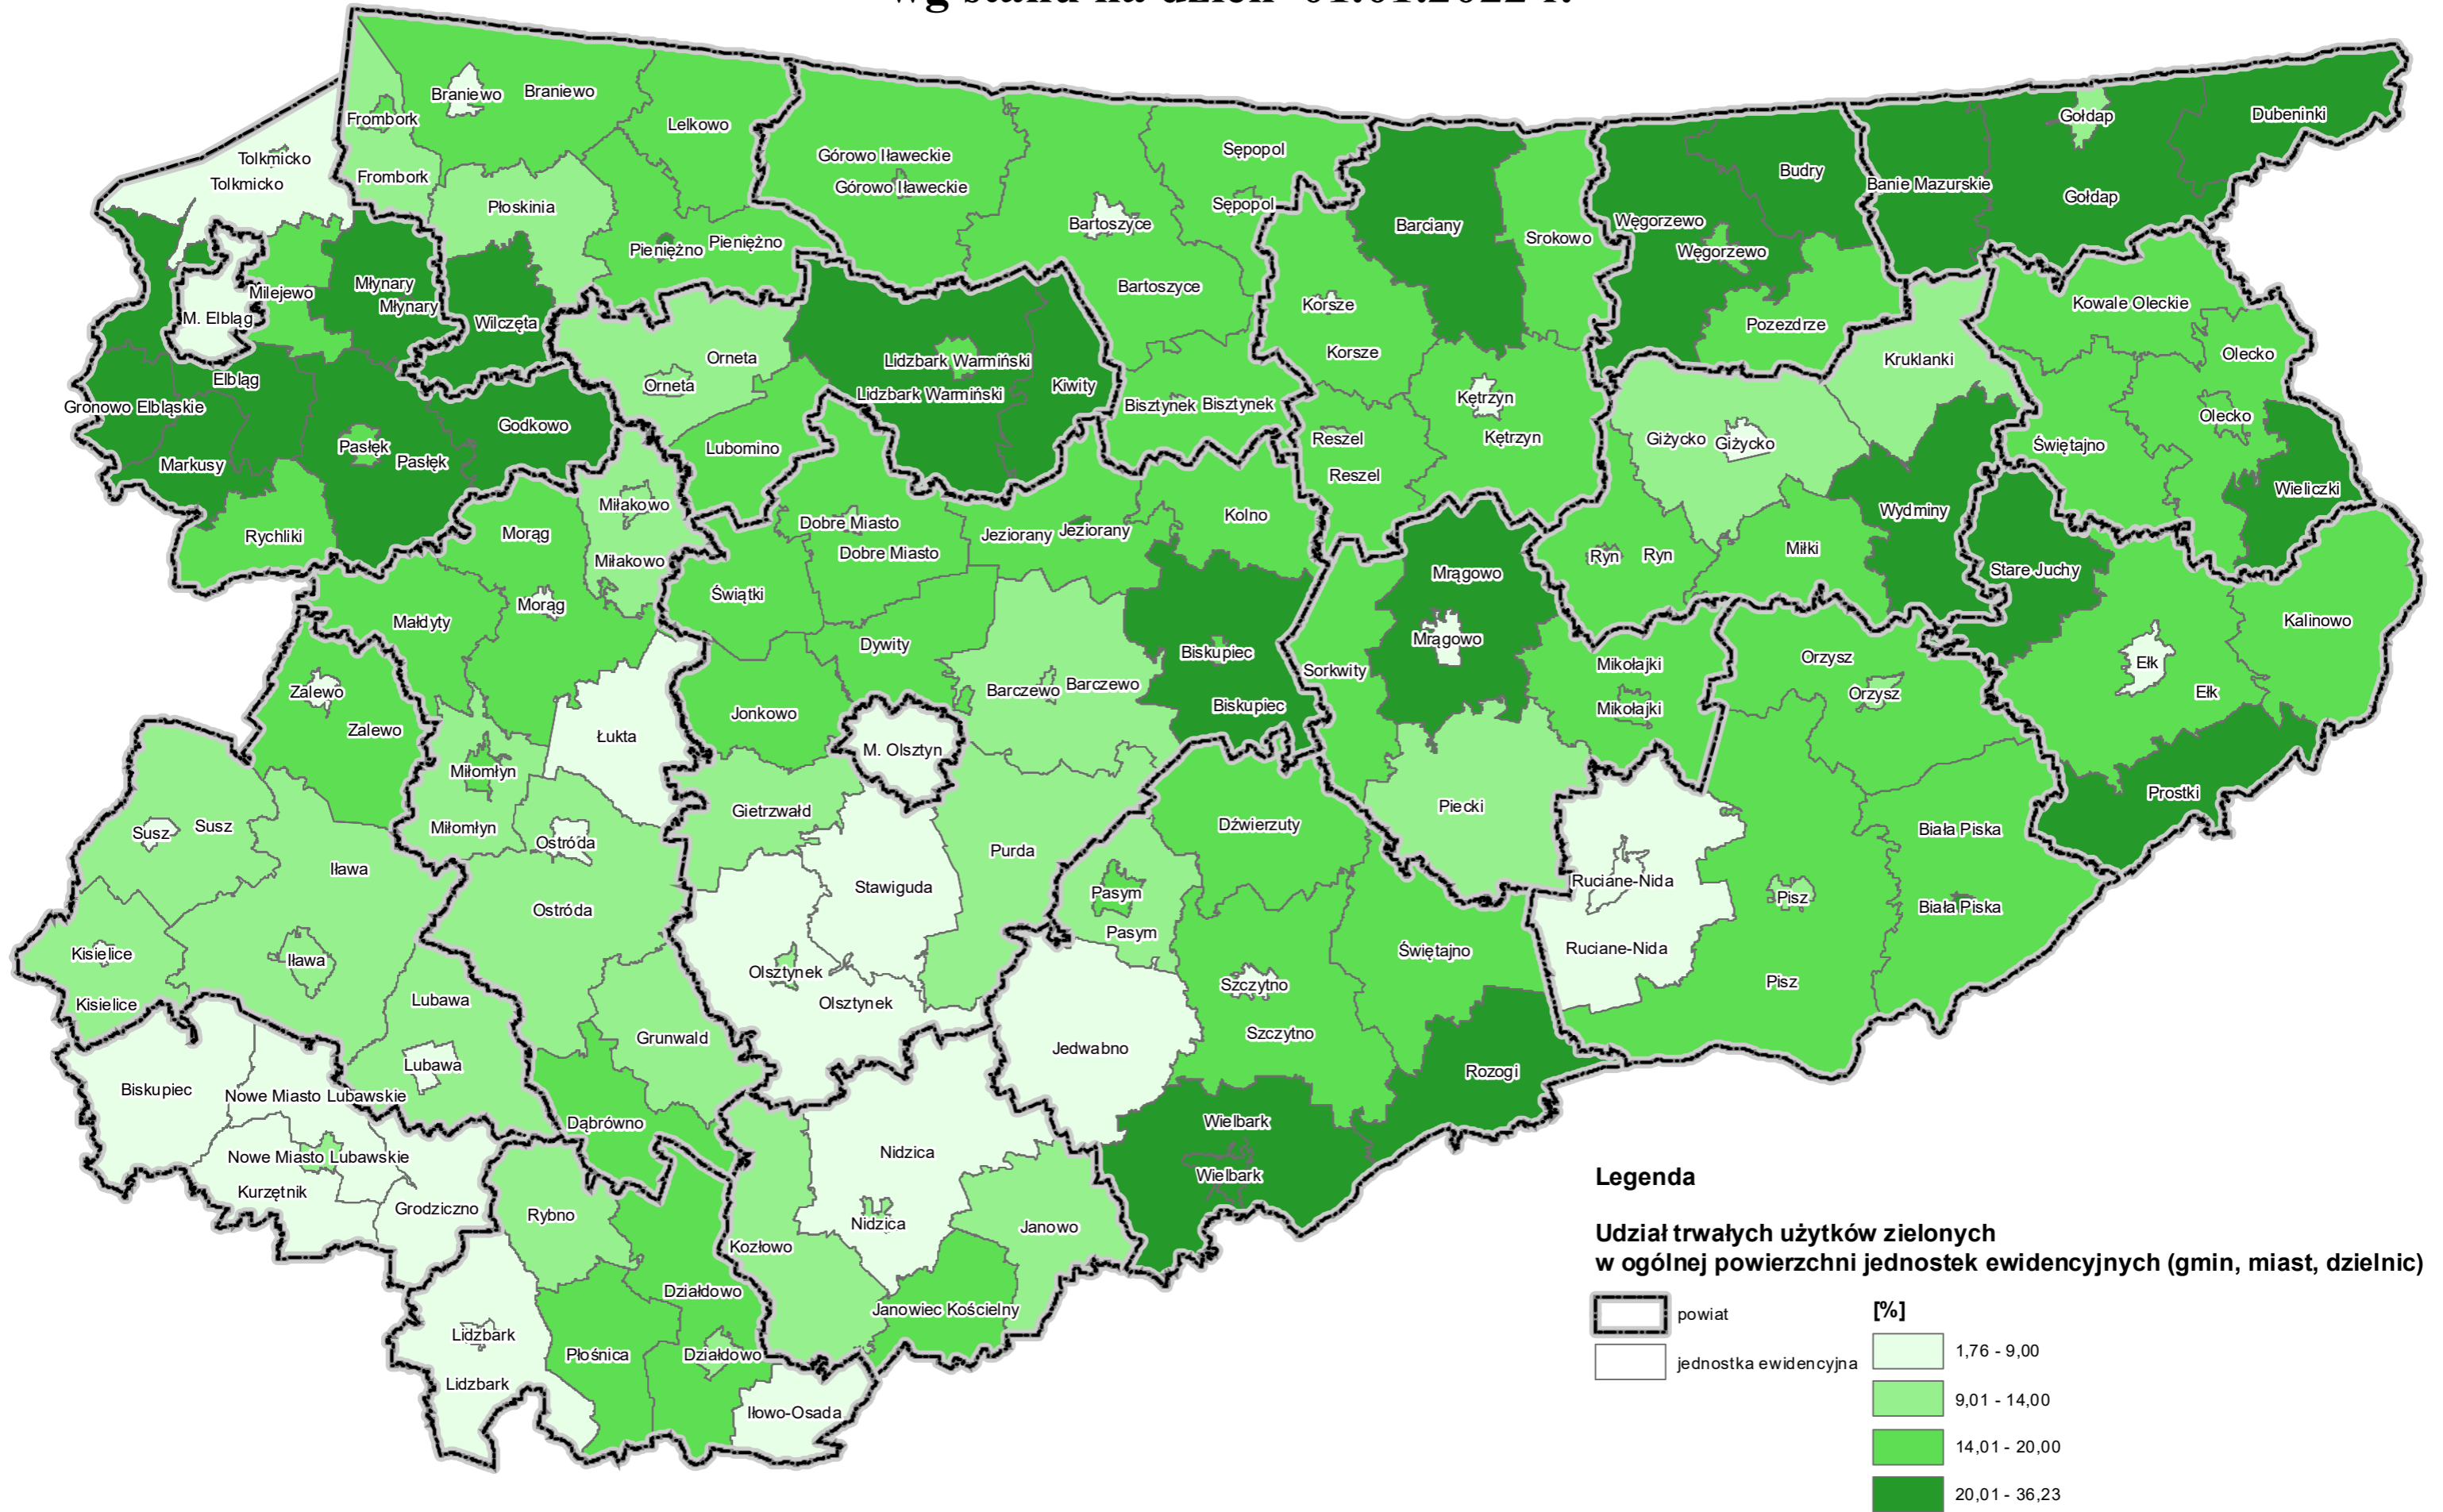 wg stanu na dzień 01.01.2022 r.
Braniewo
Braniewo
Frombork
Lelkowo
Tolkmicko
Tolkmicko
Frombork
Płoskinia
Górowo Iławeckie
Górowo Iławeckie
Sępopol
Sępopol
Bartoszyce
Bartoszyce
Barciany
Srokowo
Węgorzewo
Węgorzewo
Budry
Banie Mazurskie
Gołdap
Gołdap
Dubeninki
Pieniężno
Pieniężno
Milejewo
Młynary
Młynary
M. Elbląg
Wilczęta
Orneta
Orneta
Lidzbark Warmiński
Lidzbark Warmiński
Kiwity
Korsze
Korsze
Pozezdrze
Kruklanki
Kowale Oleckie
Olecko
Olecko
Elbląg
Gronowo Elbląskie
Markusy
Pasłęk
Pasłęk
Godkowo
Lubomino
Bisztynek
Bisztynek
Kętrzyn
Kętrzyn
Reszel
Reszel
Giżycko
Giżycko
Świętajno
Wieliczki
Wydminy
Rychliki
Morąg
Morąg
Miłakowo
Miłakowo
Dobre Miasto
Dobre Miasto
Jeziorany
Jeziorany
Kolno
Mrągowo
Mrągowo
Ryn
Ryn
Miłki
Stare Juchy
Kalinowo
Małdyty
Świątki
Dywity
Biskupiec
Biskupiec
Sorkwity
Mikołajki
Mikołajki
Orzysz
Orzysz
Ełk
Ełk
Zalewo
Zalewo
Łukta
Jonkowo
Barczewo
Barczewo
M. Olsztyn
Miłomłyn
Miłomłyn
Gietrzwałd
Prostki
Susz
Susz
Iława
Iława
Ostróda
Ostróda
Stawiguda
Purda
Dźwierzuty
Piecki
Biała Piska
Biała Piska
Ruciane-Nida
Ruciane-Nida
Pisz
Pisz
Pasym
Pasym
Kisielice
Kisielice
Olsztynek
Olsztynek
Szczytno
Szczytno
Świętajno
Lubawa
Lubawa
Grunwald
Jedwabno
Rozogi
Biskupiec
Nowe Miasto Lubawskie
Nowe Miasto Lubawskie
Dąbrówno
Nidzica
Nidzica
Wielbark
Wielbark
Kurzętnik
Grodziczno
Rybno
Kozłowo
Janowo
Działdowo
Działdowo
Janowiec Kościelny
Lidzbark
Lidzbark
Płośnica
Iłowo-Osada
Legenda
Udział trwałych użytków zielonych
w ogólnej powierzchni jednostek ewidencyjnych (gmin, miast, dzielnic)
powiat
jednostka ewidencyjna
[%]
1,76 - 9,00
9,01 - 14,00
14,01 - 20,00
20,01 - 36,23